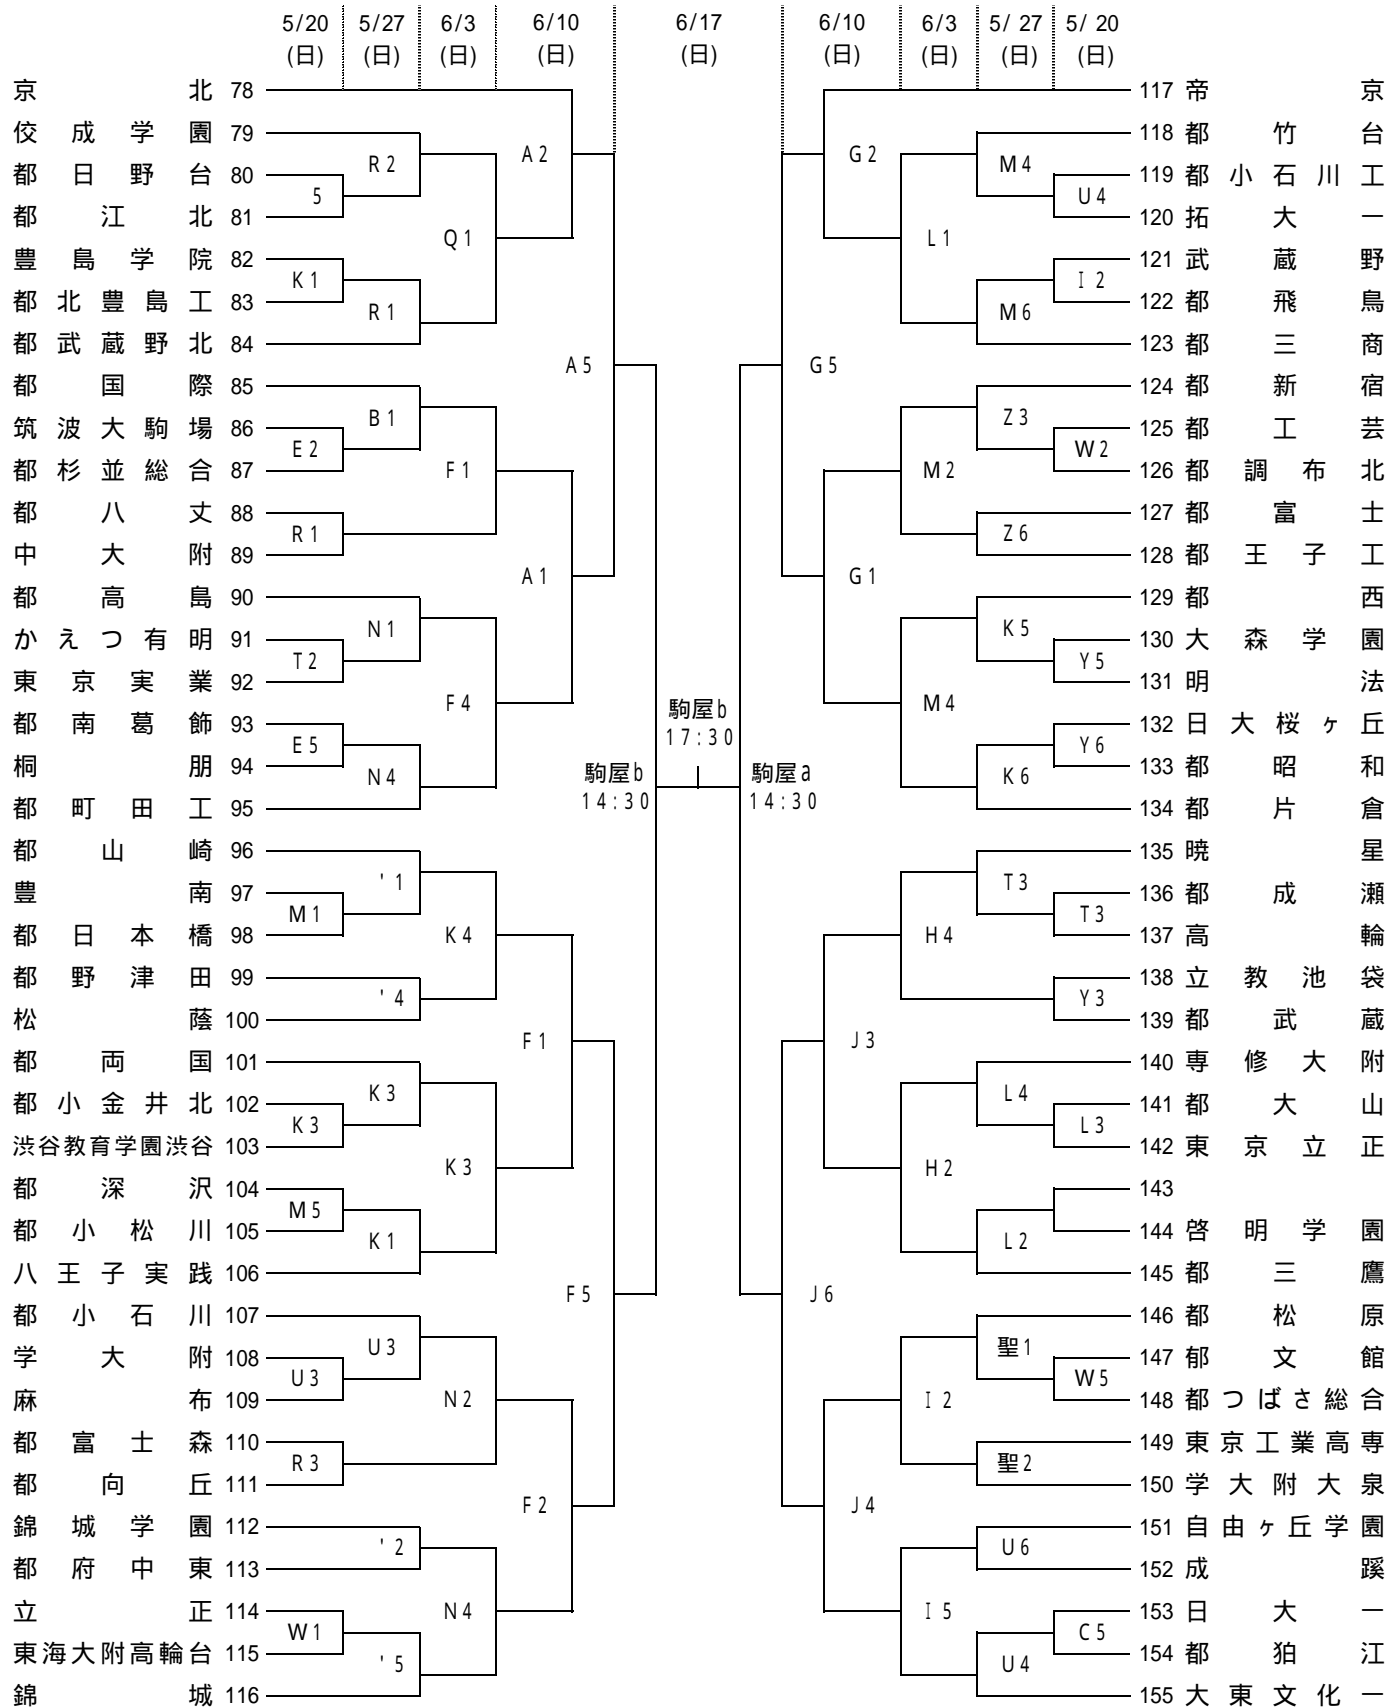 5/20 5/27 6/3 6/10 6/17 6/10 6/3 5/27 5/20
(日) (日) (日) (日) (日) (日) (日) (日) (日)
京北 78 117 帝京
佼成学園 79 118 都竹台
A2 G2
R2 M4
都日野台 80 119 都小石川工
5 U4
都江北 81 120 拓大一
Q1 L1
豊島学院 82 121 武蔵野
K1 I2
都北豊島工 83 122 都飛鳥
R1 M6
都武蔵野北 84 123 都三商
A5 G5
都国際 85 124 都新宿
B1 Z3
筑波大駒場 86 125 都工芸
E2 W2
都杉並総合 87 126 都調布北
F1 M2
都八丈 88 127 都富士
R1 Z6
中大附 89 128 都王子工
A1 G1
都高島 90 129 都西
N1 K5
かえつ有明 91 130 大森学園
T2 Y5
東京実業 92 131 明法
F4 M4
都南葛飾 93 132 日大桜ヶ丘
駒屋b
17:30
E5 Y6
桐朋 94 133 都昭和
N4 駒屋b 駒屋a K6
14:30 14:30
都町田工 95 134 都片倉
都山崎 96 135 暁星
'1 T3
豊南 97 136 都成瀬
M1 T3
都日本橋 98 137 高輪
K4 H4
都野津田 99 138 立教池袋
'4 Y3
松蔭 100 139 都武蔵
F1 J3
都両国 101 140 専修大附
K3 L4
都小金井北 102 141 都大山
K3 L3
渋谷教育学園渋谷 103 142 東京立正
K3 H2
都深沢 104 143
M5
都小松川 105 144 啓明学園
K1 L2
八王子実践 106 145 都三鷹
F5 J6
都小石川 107 146 都松原
U3 聖1
学大附 108 147 郁文館
U3 W5
麻布 109 148 都つばさ総合
N2 I2
都富士森 110 149 東京工業高専
R3 聖2
都向丘 111 150 学大附大泉
F2 J4
錦城学園 112 151 自由ヶ丘学園
'2 U6
都府中東 113 152 成蹊
立正 114 153 日大一
N4 I5
W1 C5
東海大附高輪台 115 154 都狛江
'5 U4
錦城 116 155 大東文化一